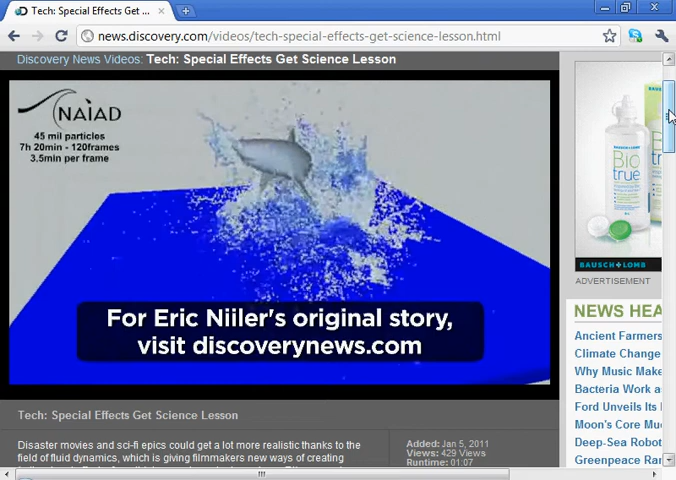 Tech: Special Effects Get ...
news.discovery.com/videos/tech-special-effects-get-science-lesson.html
Discovery News Videos: Tech: Special Effects Get Science Lesson
NAIAD
45 mil particles
7h 20min - 120frames
3.5min per frame
For Eric Niiler's original story,
visit discoverynews.com
Bio
true
BAUSCH + LOMB
ADVERTISEMENT
NEWS HEA
Ancient Farmers
Climate Change
Why Music Make
Bacteria Work a
Ford Unveils Its
Moon's Core Mu
Deep-Sea Robot
Greenpeace Ran
Tech: Special Effects Get Science Lesson
Disaster movies and sci-fi epics could get a lot more realistic thanks to the
field of fluid dynamics, which is giving filmmakers new ways of creating
Added: Jan 5, 2011
Views: 429 Views
Runtime: 01:07